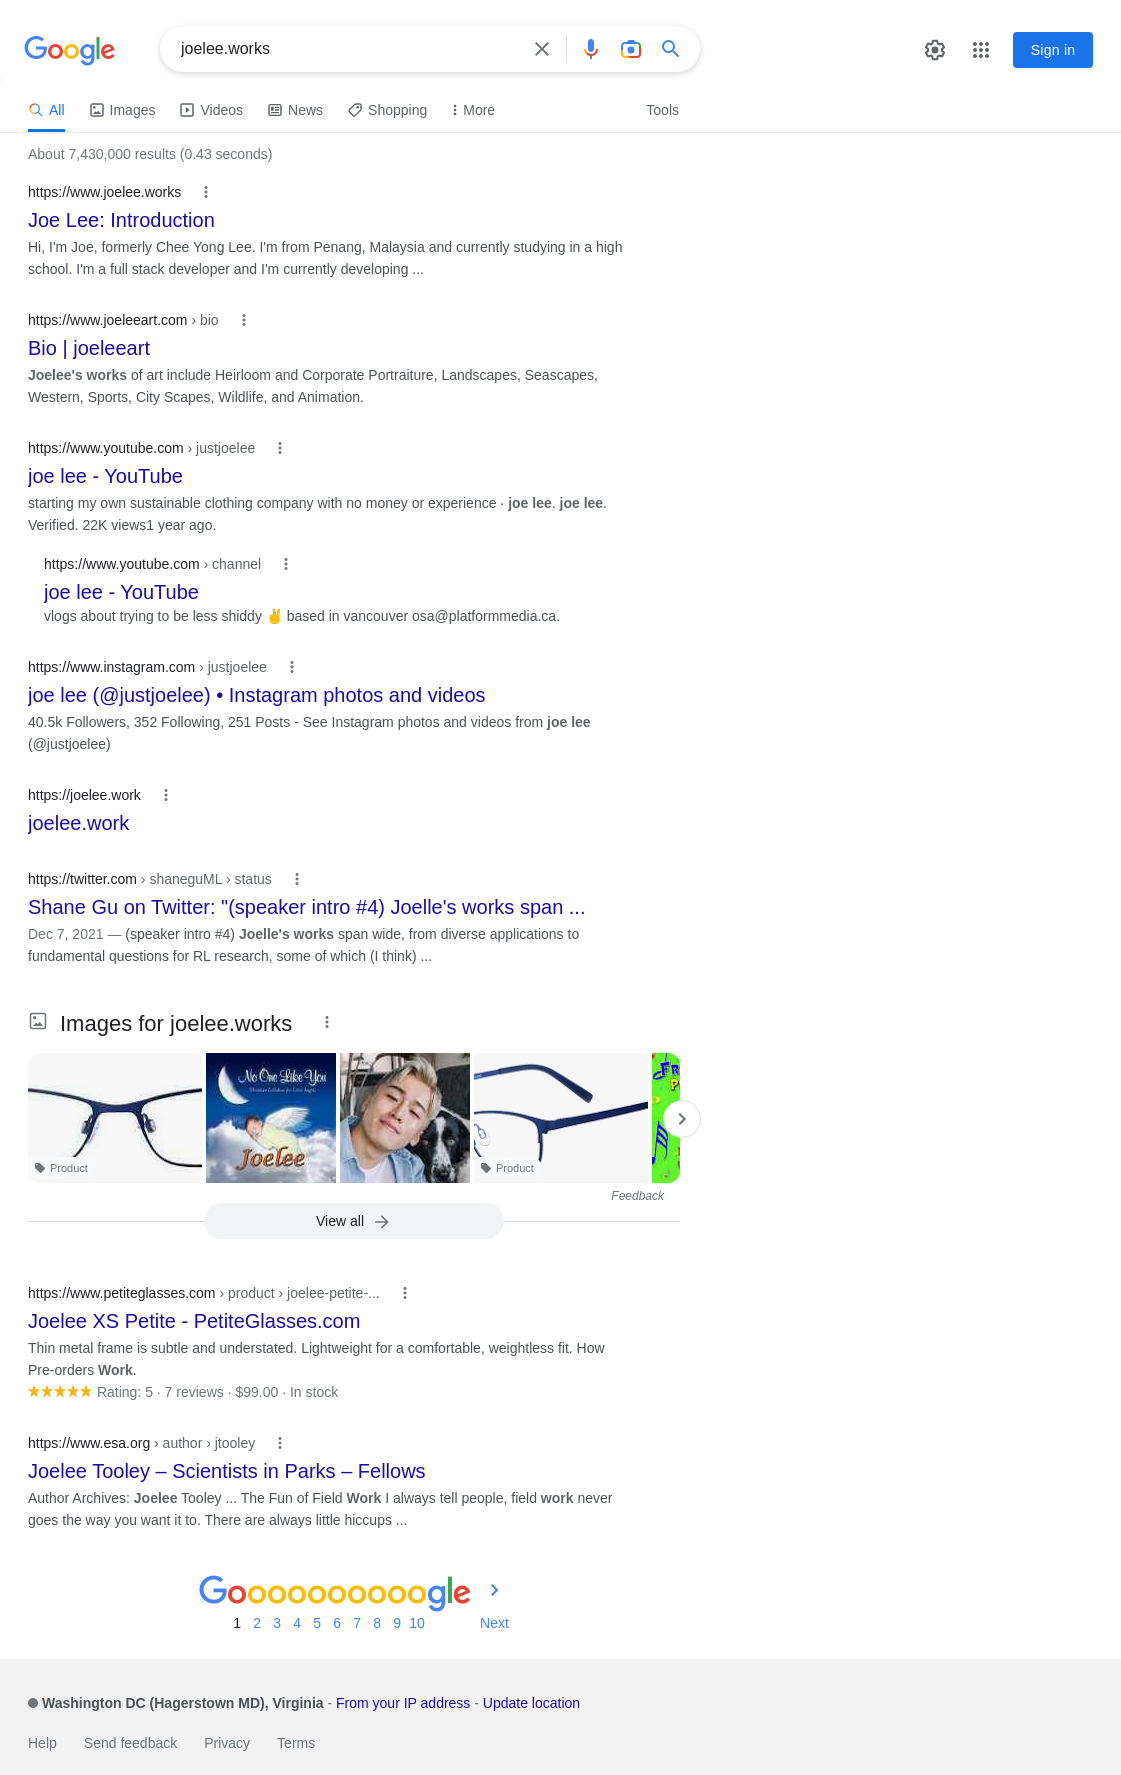 Google
joelee.works
Sign in
All
Images
Videos
News
Shopping
More
Tools
About 7,430,000 results (0.43 seconds)
https://www.joelee.works
Joe Lee: Introduction
Hi, I'm Joe, formerly Chee Yong Lee. I'm from Penang, Malaysia and currently studying in a high
school. I'm a full stack developer and I'm currently developing ...
https://www.joeleeart.com › bio
Bio | joeleeart
Joelee's works of art include Heirloom and Corporate Portraiture, Landscapes, Seascapes,
Western, Sports, City Scapes, Wildlife, and Animation.
https://www.youtube.com › justjoelee
joe lee - YouTube
starting my own sustainable clothing company with no money or experience · joe lee. joe lee.
Verified. 22K views1 year ago.
https://www.youtube.com › channel
joe lee - YouTube
vlogs about trying to be less shiddy ✌️ based in vancouver osa@platformmedia.ca.
https://www.instagram.com › justjoelee
joe lee (@justjoelee) • Instagram photos and videos
40.5k Followers, 352 Following, 251 Posts - See Instagram photos and videos from joe lee
(@justjoelee)
https://joelee.work
joelee.work
https://twitter.com › shaneguML › status
Shane Gu on Twitter: "(speaker intro #4) Joelle's works span ...
Dec 7, 2021 — (speaker intro #4) Joelle's works span wide, from diverse applications to
fundamental questions for RL research, some of which (I think) ...
Images for joelee.works
No One Like You
Joelee
Product
Product
Feedback
View all
https://www.petiteglasses.com › product › joelee-petite-...
Joelee XS Petite - PetiteGlasses.com
Thin metal frame is subtle and understated. Lightweight for a comfortable, weightless fit. How
Pre-orders Work.
★★★★★ Rating: 5 · 7 reviews · $99.00 · In stock
https://www.esa.org › author › jtooley
Joelee Tooley – Scientists in Parks – Fellows
Author Archives: Joelee Tooley ... The Fun of Field Work I always tell people, field work never
goes the way you want it to. There are always little hiccups ...
Goooooooooogle
1 2 3 4 5 6 7 8 9 10 Next
Washington DC (Hagerstown MD), Virginia - From your IP address - Update location
Help Send feedback Privacy Terms